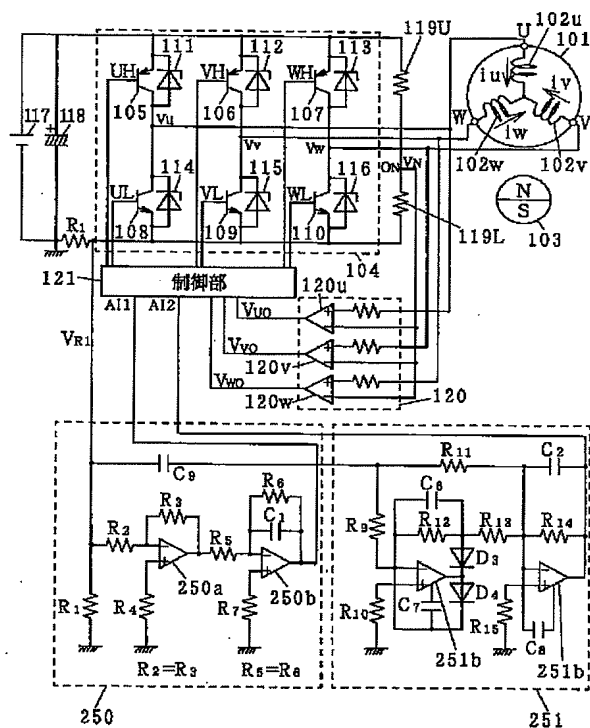 119U
102u
101
111
112
113
U
UH
VH
WH
iu
iv
117
118
105
106
107
W
V
Vu
Vv
Vw
iw
ON
VN
114
115
116
102w
102v
UL
VL
WL
N
S
103
R1
108
109
110
119L
104
121
制御部
120u
AI1
AI2
VUO
VR1
VVO
120v
VWO
120w
120
R11
C2
C9
R6
C6
R3
C1
R9
R12
R13
R14
R2
R5
D3
250a
250b
D4
R1
R4
R7
R10
C7
R15
C8
251b
251b
R2=R3
R5=R6
250
251